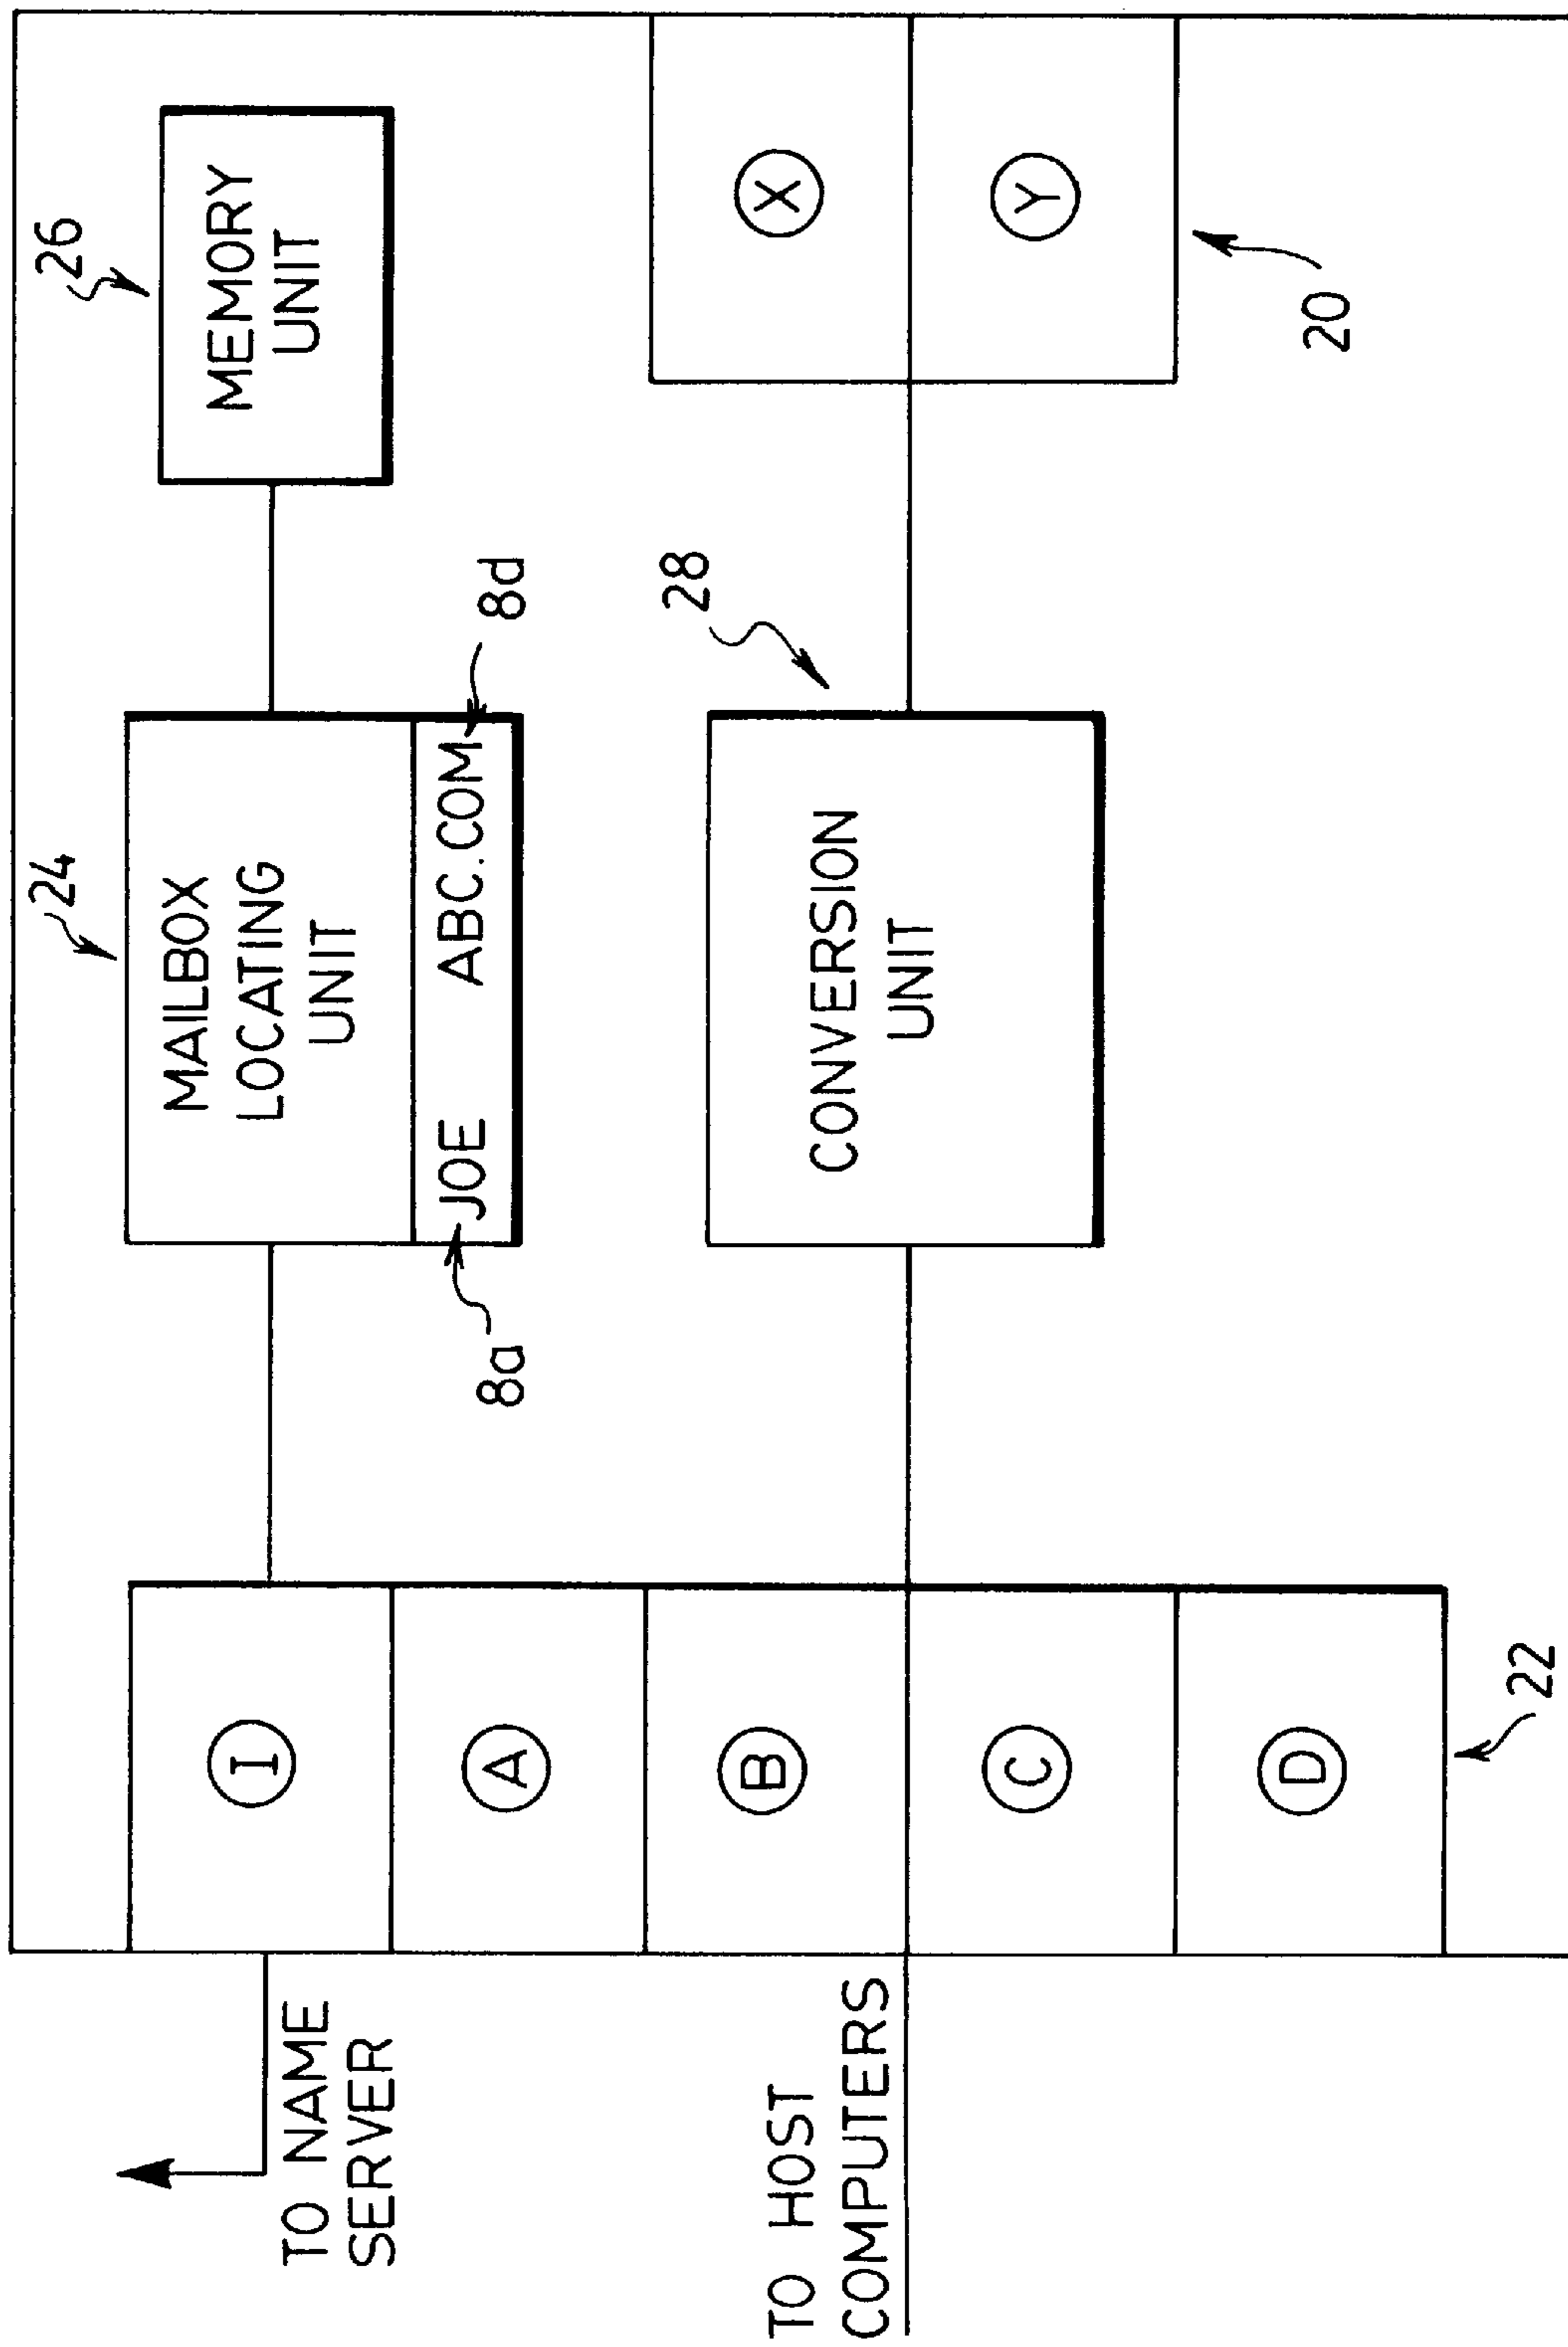 TO NAME
SERVER
TO HOST
COMPUTERS
I
A
B
C
D
22
24
MAILBOX
LOCATING
UNIT
JOE ABC.COM
8a
8d
26
MEMORY
UNIT
28
CONVERSION
UNIT
X
Y
20